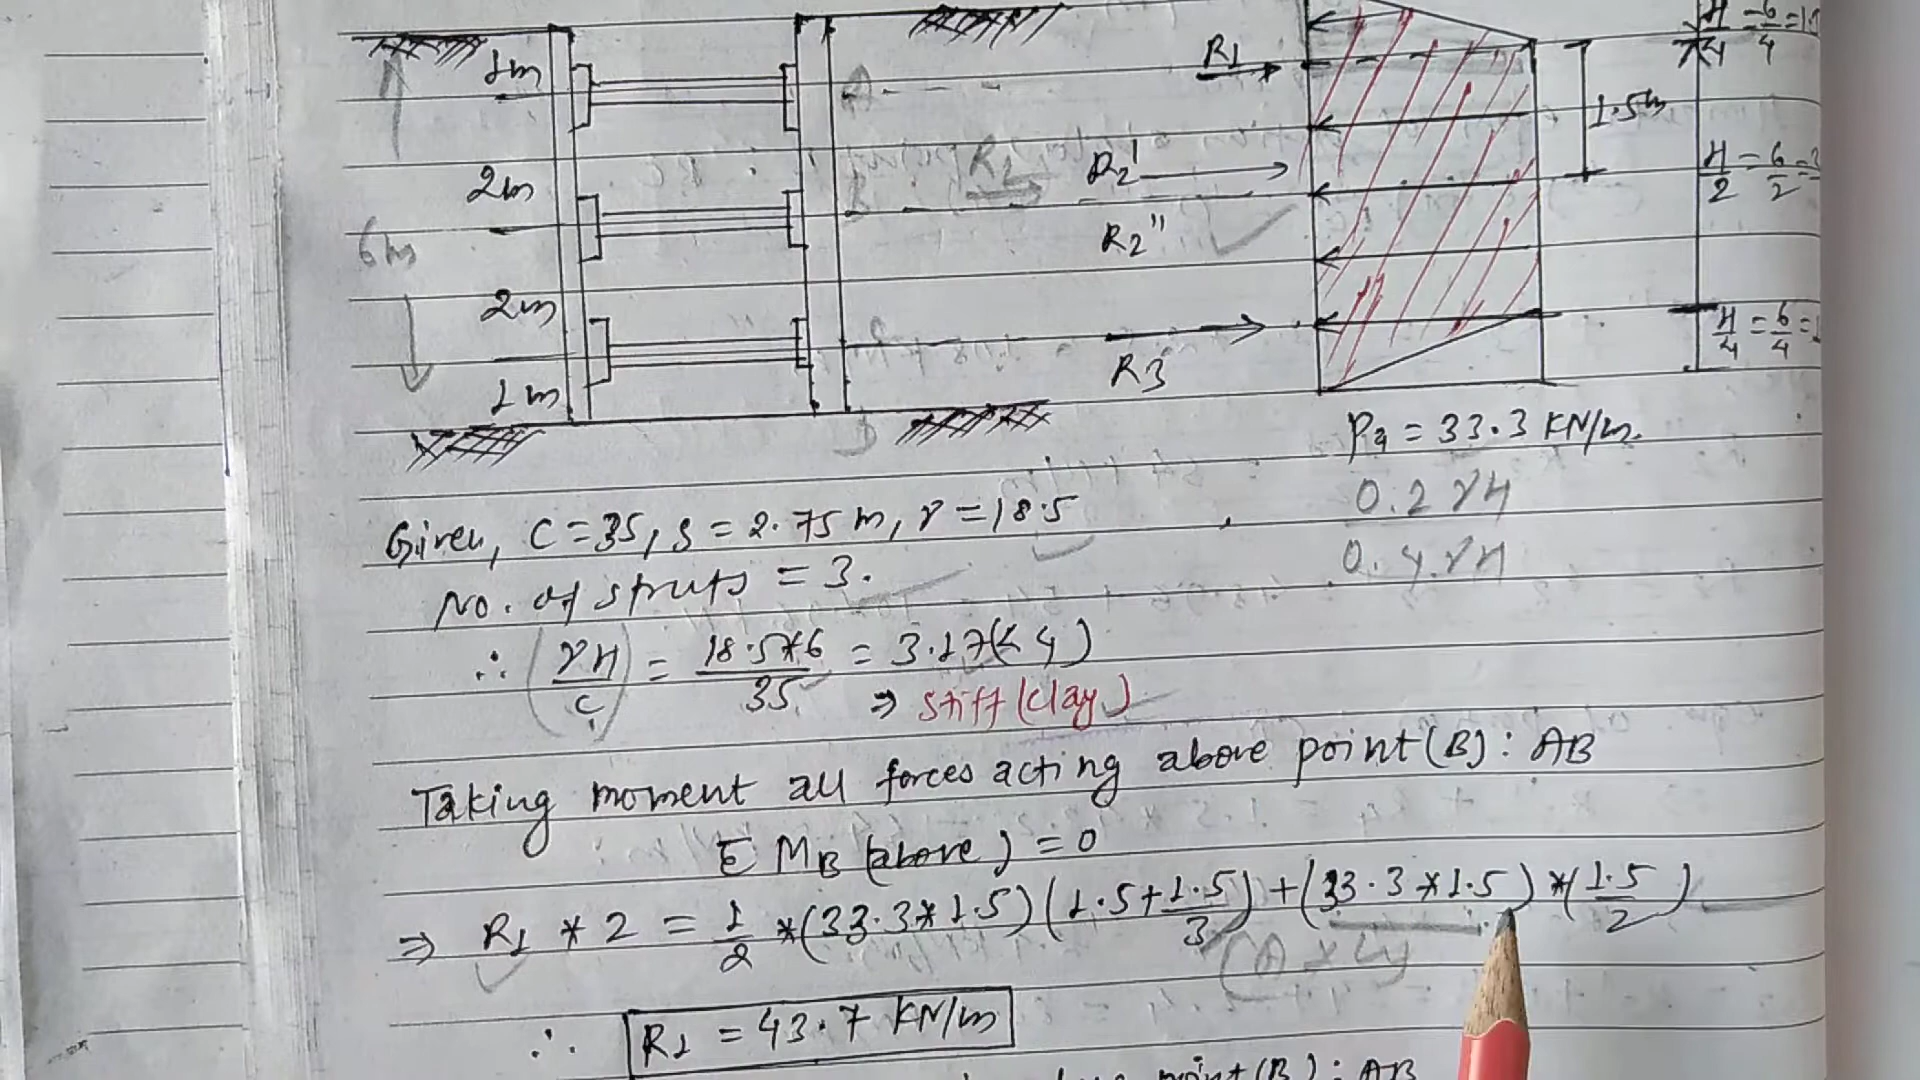 1m
2m
6m
2m
1m
A
B
R1
R2'
R2''
R3
1.5m
H/4 = 6/4 = 1.
H/2 = 6/2 = 3
H/4 = 6/4 =
Pa = 33.3 KN/m.
0.2 γH
0.4 γH
Given, C = 35, S = 2.75 m, γ = 18.5
No. of struts = 3.
∴ (γH/C) = 18.5*6/35 = 3.17 (< 4)
⇒ Stiff (clay)
Taking moment all forces acting above point (B): AB
Σ MB (above) = 0
⇒ R1 * 2 = 1/2 * (33.3 * 1.5) (1.5 + 1.5/3) + (33.3 * 1.5) * (1.5/2)
∴ R1 = 43.7 KN/m
point (B): AB